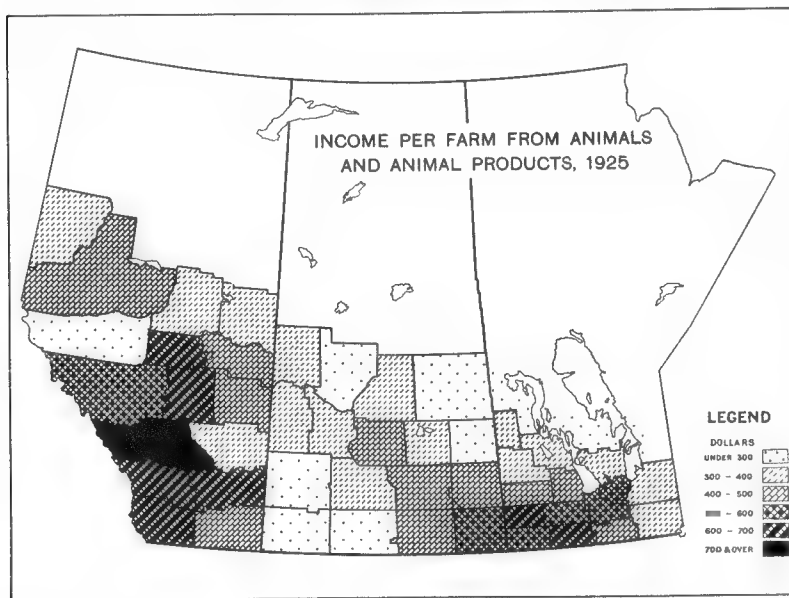 INCOME PER FARM FROM ANIMALS
AND ANIMAL PRODUCTS, 1925
LEGEND
DOLLARS
UNDER 300
300 - 400
400 - 500
- 600
600 - 700
700 & OVER